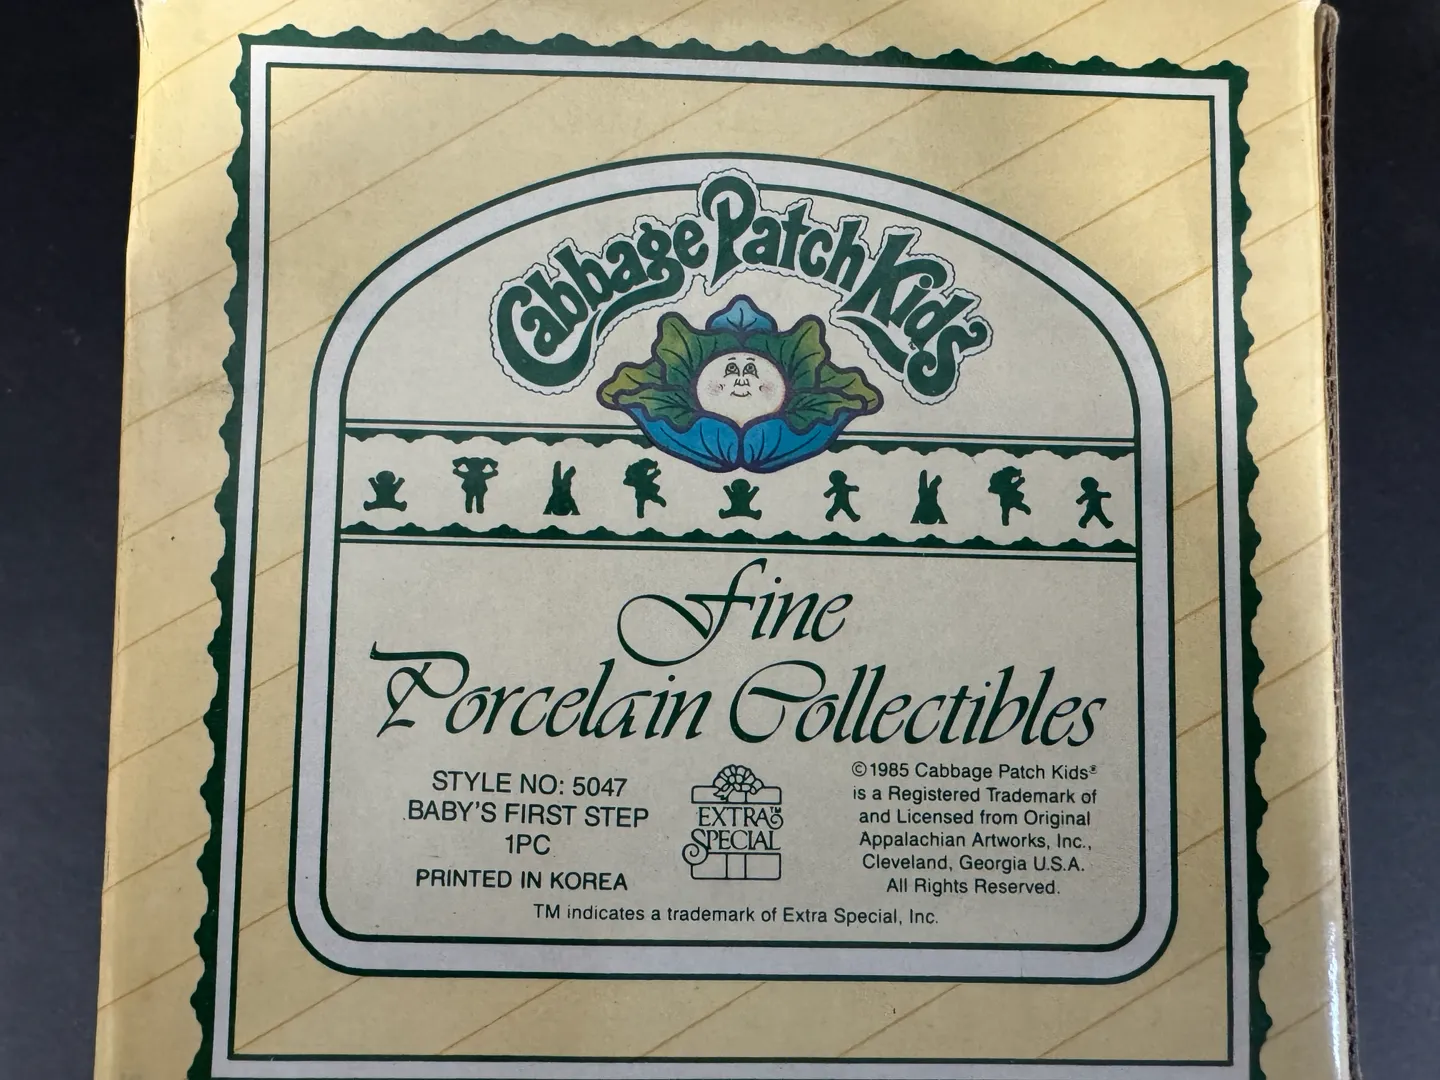 Cabbage Patch Kids
Fine
Porcelain Collectibles
STYLE NO: 5047
BABY'S FIRST STEP
1PC
PRINTED IN KOREA
EXTRA™
SPECIAL
©1985 Cabbage Patch Kids®
is a Registered Trademark of
and Licensed from Original
Appalachian Artworks, Inc.,
Cleveland, Georgia U.S.A.
All Rights Reserved.
TM indicates a trademark of Extra Special, Inc.